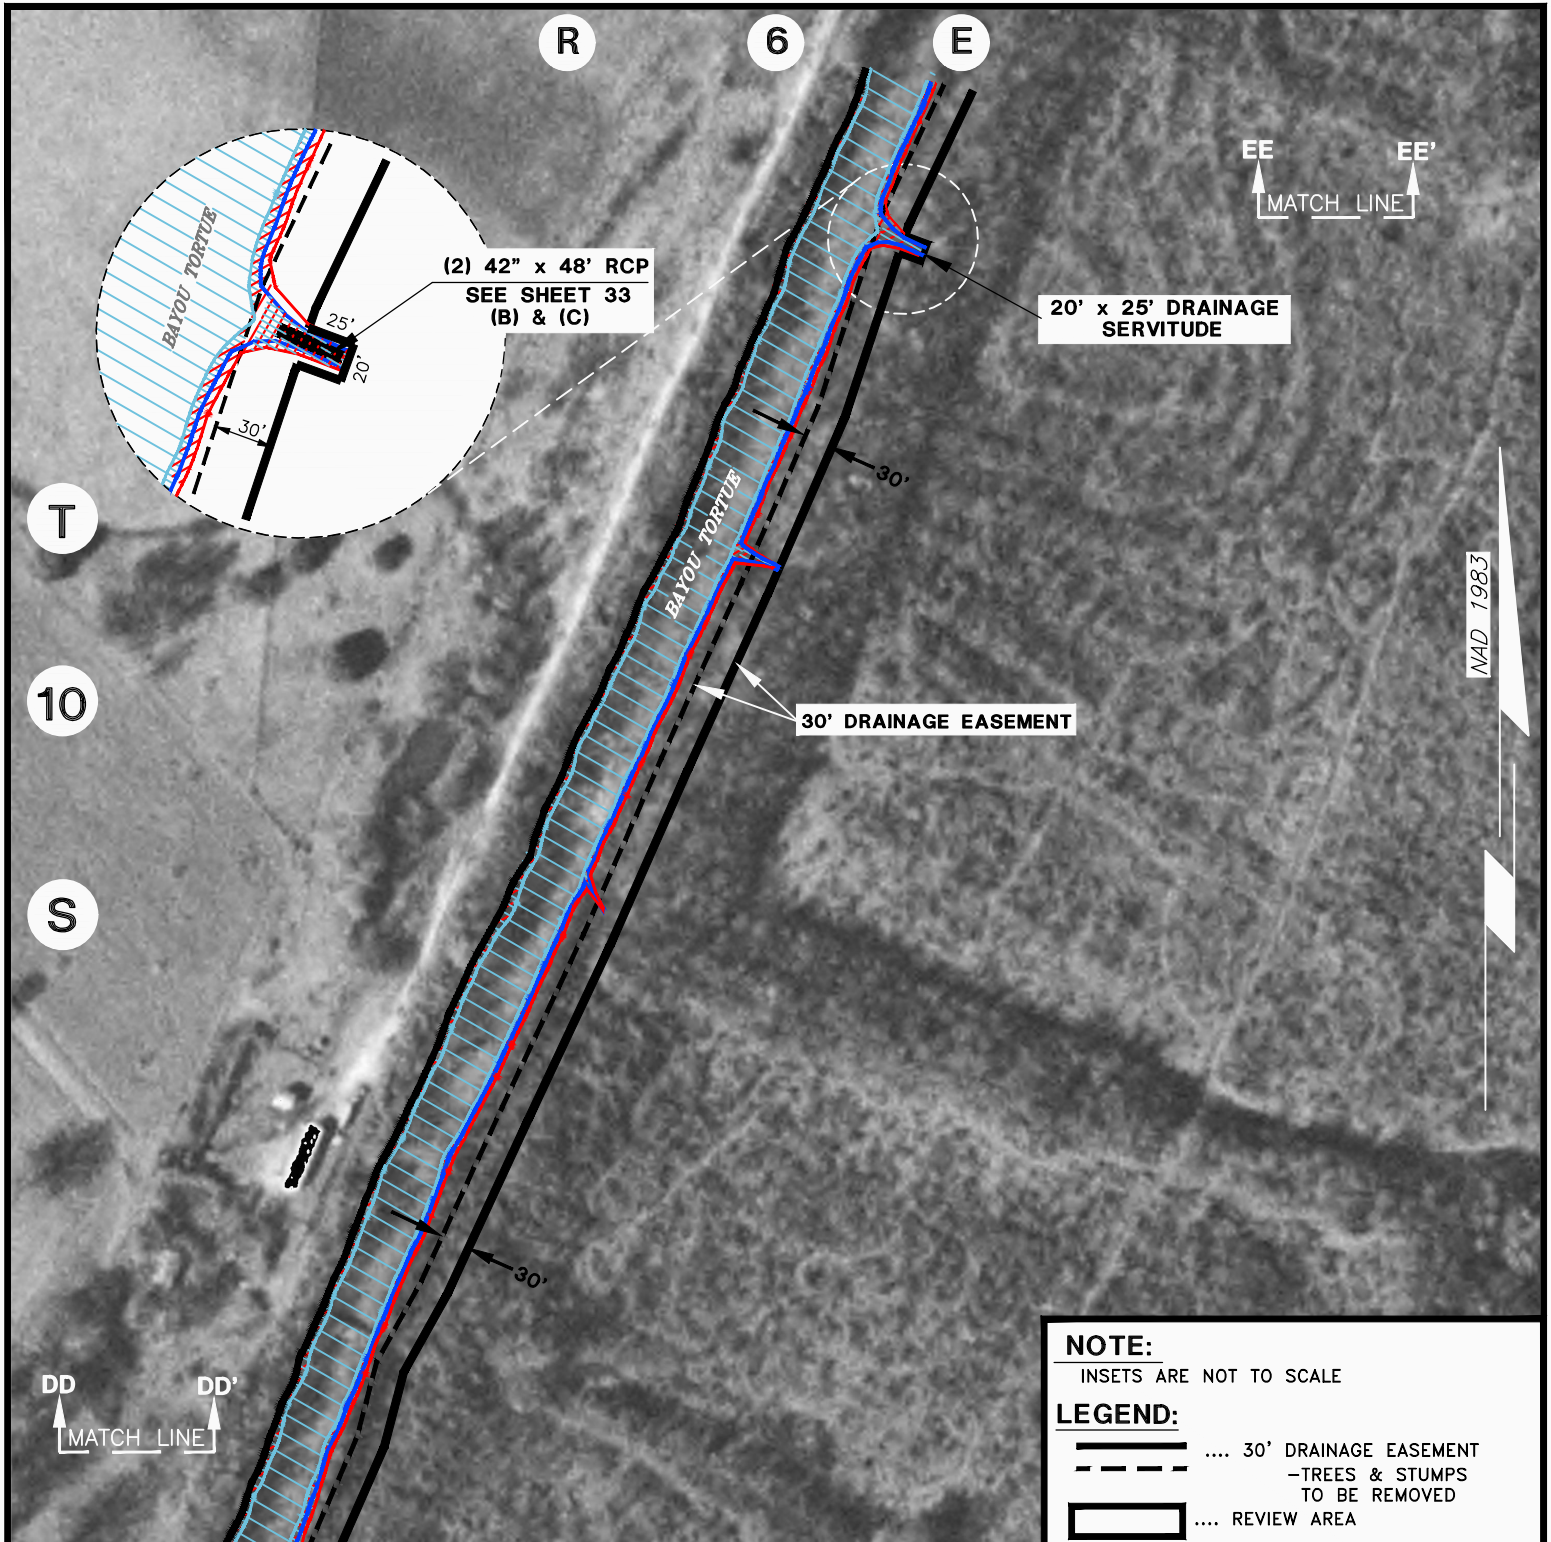 R 6 E
EE EE'
MATCH LINE
BAYOU TORTUE
(2) 42" x 48' RCP
SEE SHEET 33
(B) & (C)
25'
20'
30'
20' x 25' DRAINAGE
SERVITUDE
30'
BAYOU TORTUE
T
10
S
NAD 1983
30' DRAINAGE EASEMENT
30'
DD DD'
MATCH LINE
NOTE:
INSETS ARE NOT TO SCALE
LEGEND:
.... 30' DRAINAGE EASEMENT
-TREES & STUMPS
TO BE REMOVED
.... REVIEW AREA